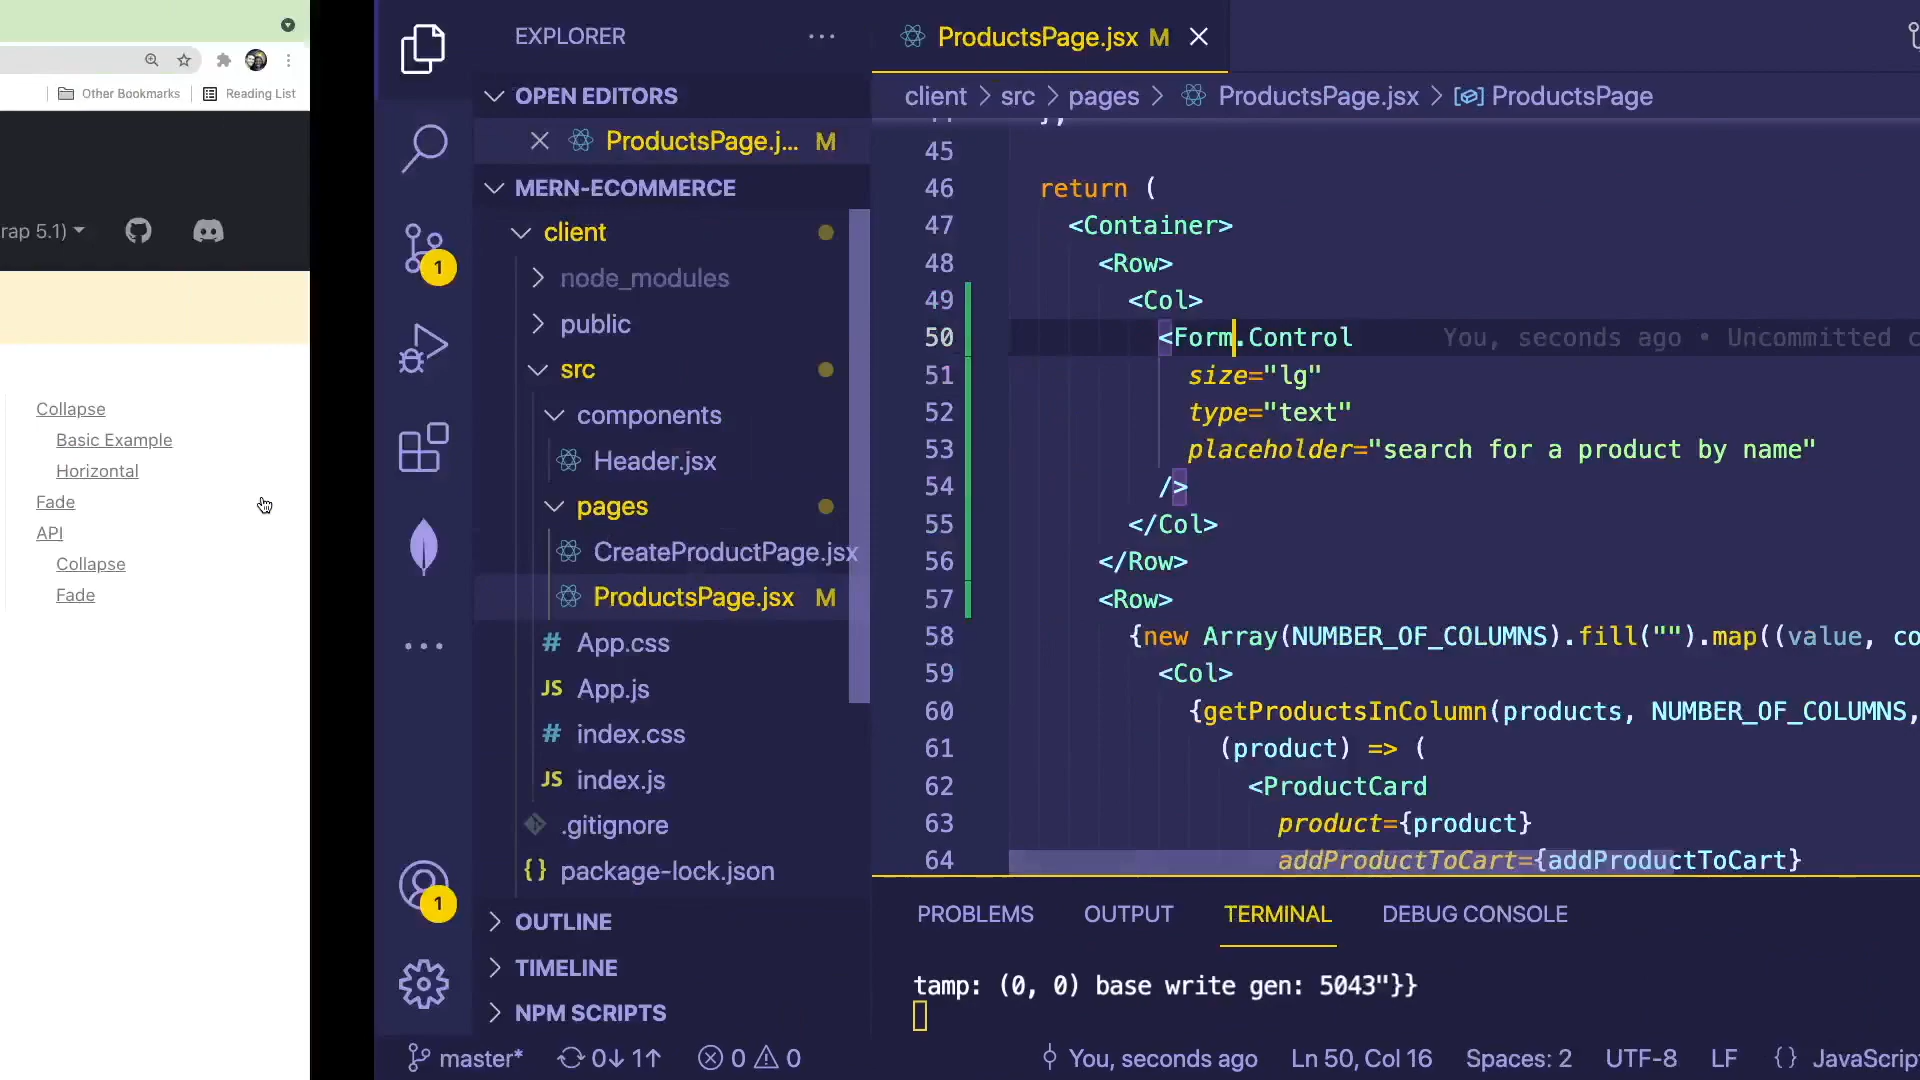 Other Bookmarks
Reading List
rap 5.1)
Collapse
Basic Example
Horizontal
Fade
API
Collapse
Fade
EXPLORER
OPEN EDITORS
ProductsPage.j... M
MERN-ECOMMERCE
client
node_modules
public
src
components
Header.jsx
pages
CreateProductPage.jsx
ProductsPage.jsx M
# App.css
JS App.js
# index.css
JS index.js
.gitignore
{} package-lock.json
OUTLINE
TIMELINE
NPM SCRIPTS
1
1
ProductsPage.jsx M
client > src > pages > ProductsPage.jsx > ProductsPage
45
46 return (
47 <Container>
48 <Row>
49 <Col>
50 <Form.Control You, seconds ago • Uncommitted c
51 size="lg"
52 type="text"
53 placeholder="search for a product by name"
54 />
55 </Col>
56 </Row>
57 <Row>
58 {new Array(NUMBER_OF_COLUMNS).fill("").map((value, co
59 <Col>
60 {getProductsInColumn(products, NUMBER_OF_COLUMNS,
61 (product) => (
62 <ProductCard
63 product={product}
64 addProductToCart={addProductToCart}
PROBLEMS OUTPUT TERMINAL DEBUG CONSOLE
tamp: (0, 0) base write gen: 5043"}}
master* 0↓ 1↑ 0 0 You, seconds ago Ln 50, Col 16 Spaces: 2 UTF-8 LF {} JavaScrip